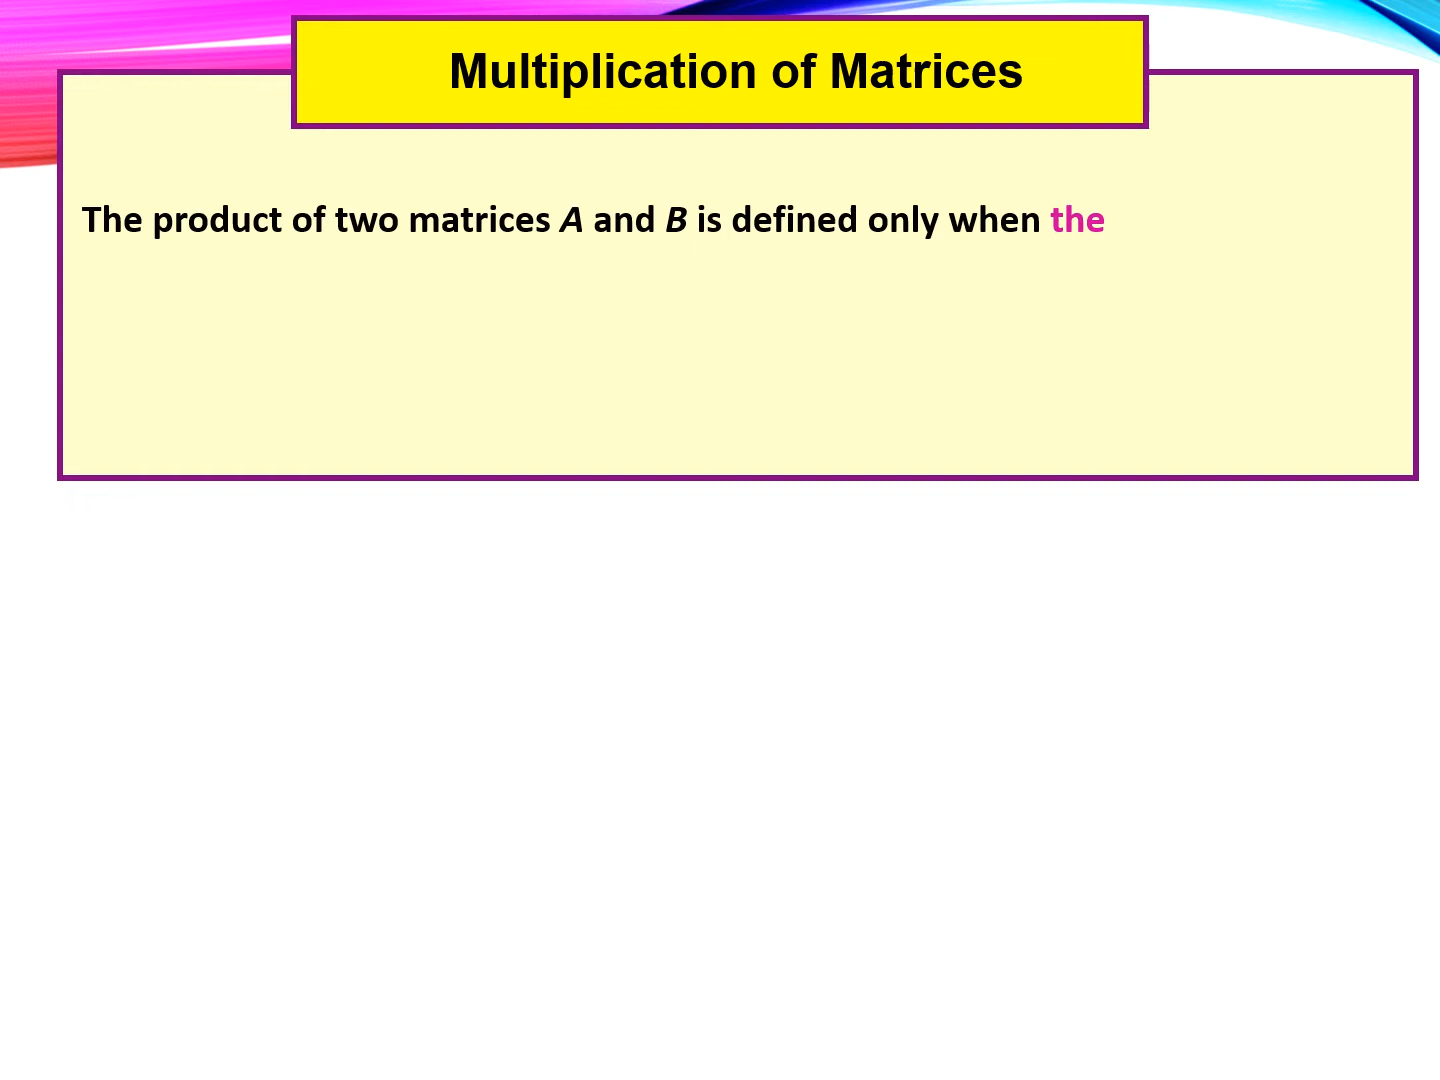 Multiplication of Matrices
The product of two matrices A and B is defined only when the